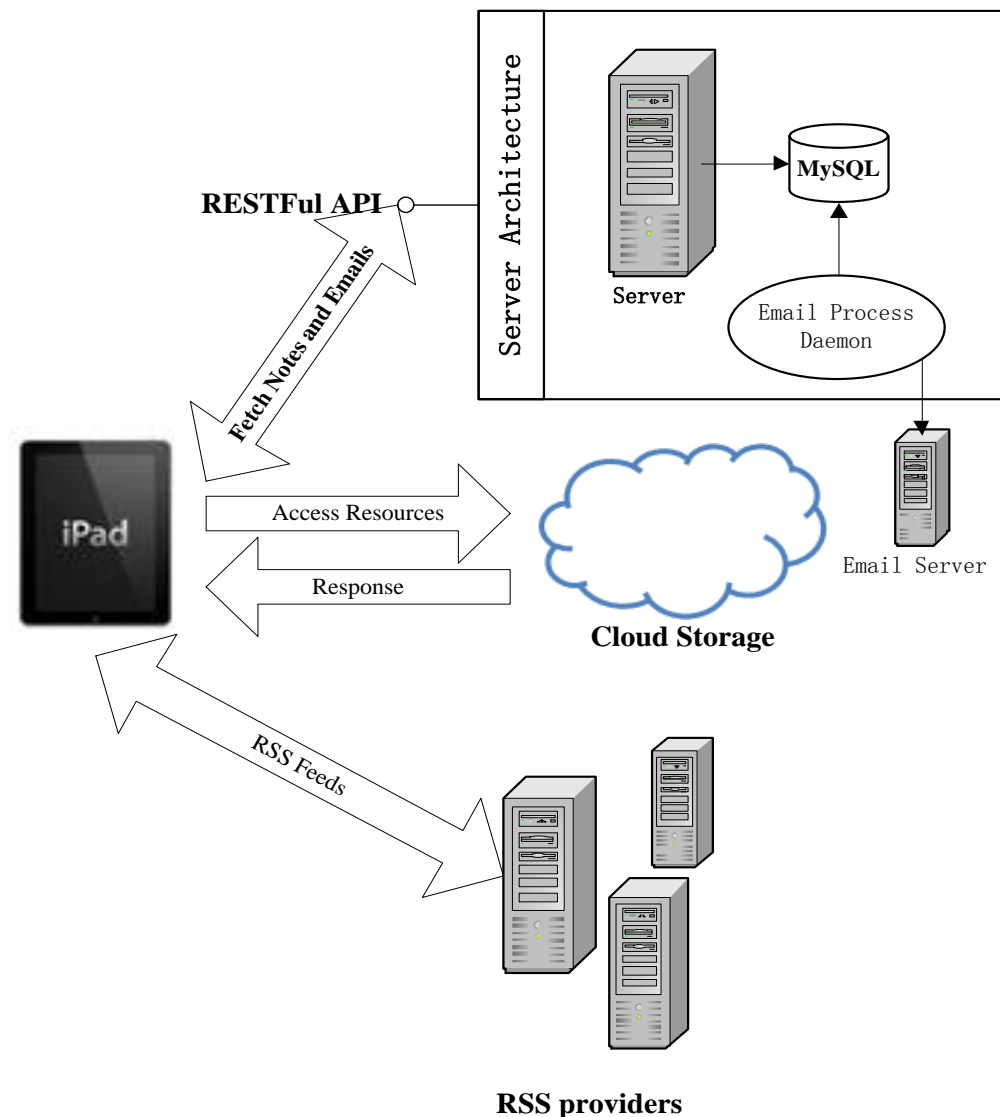 Server Architecture
MySQL
RESTFul API
Server
Email Process
Daemon
Fetch Notes and Emails
iPad
Access Resources
Response
Email Server
Cloud Storage
RSS Feeds
RSS providers